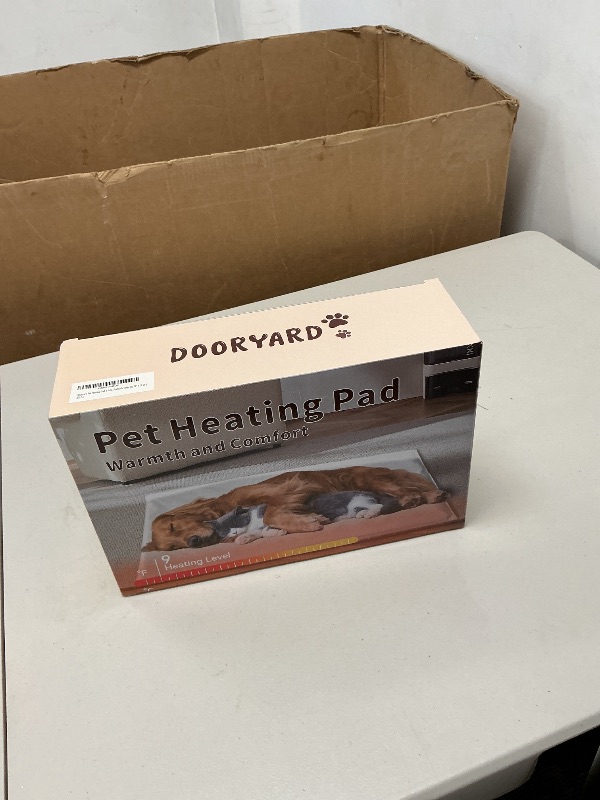 DOORYARD
Pet Heating Pad
Warmth and Comfort
°F
9
Heating Level